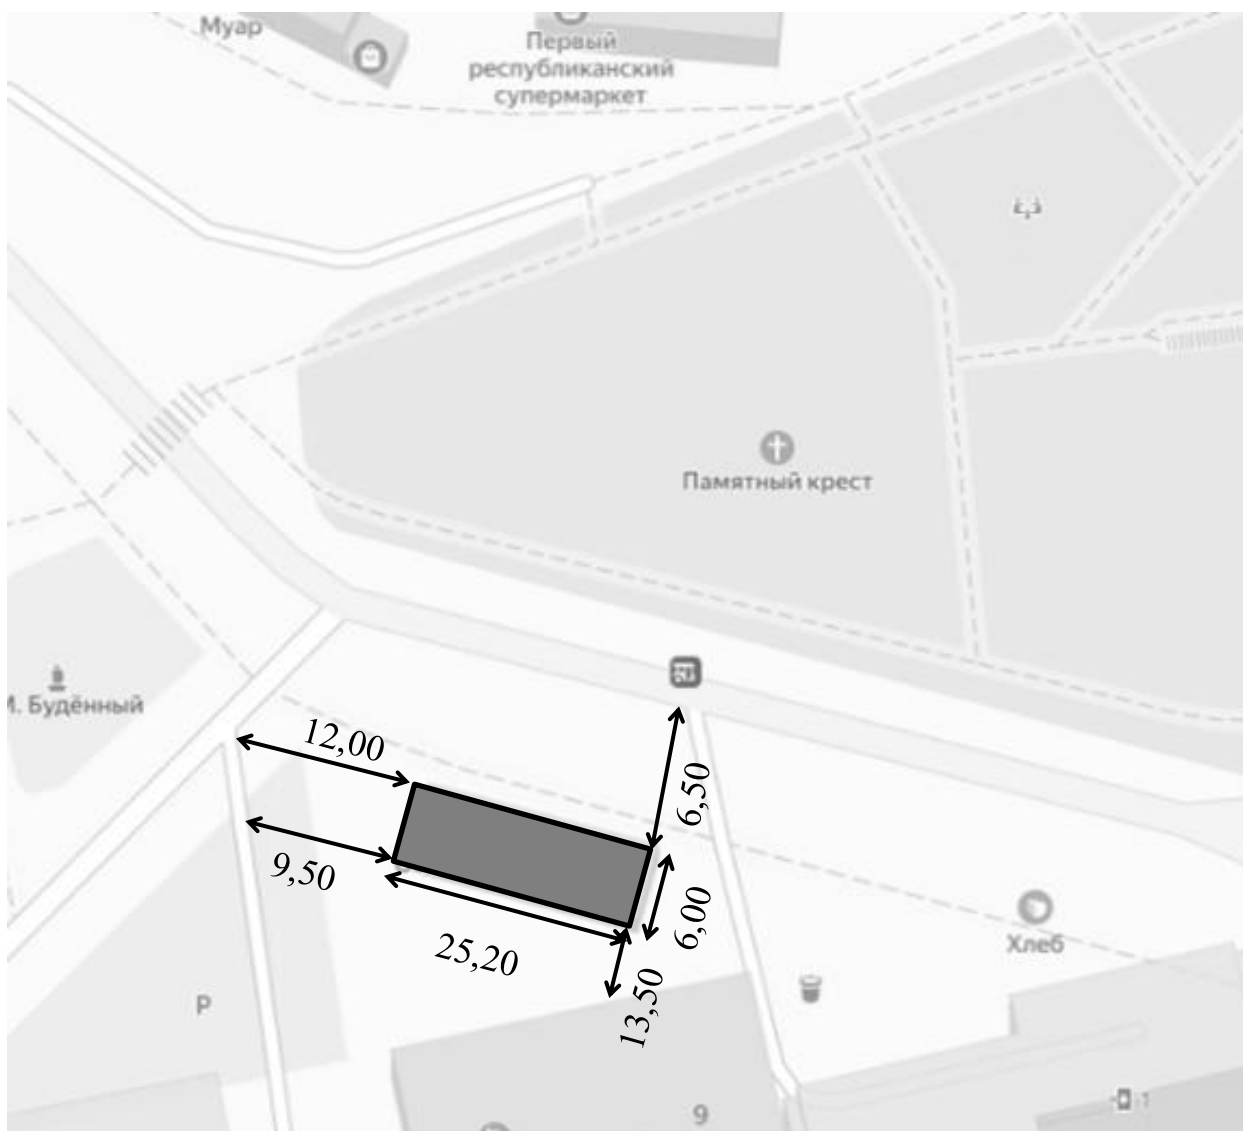 Муар
Первый
республиканский
супермаркет
Памятный крест
М. Будённый
12,00
6,50
9,50
6,00
25,20
13,50
Хлеб
P
9
1